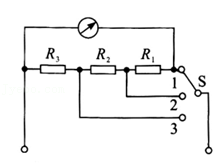 R₃ R₂ R₁
1 S
2
3